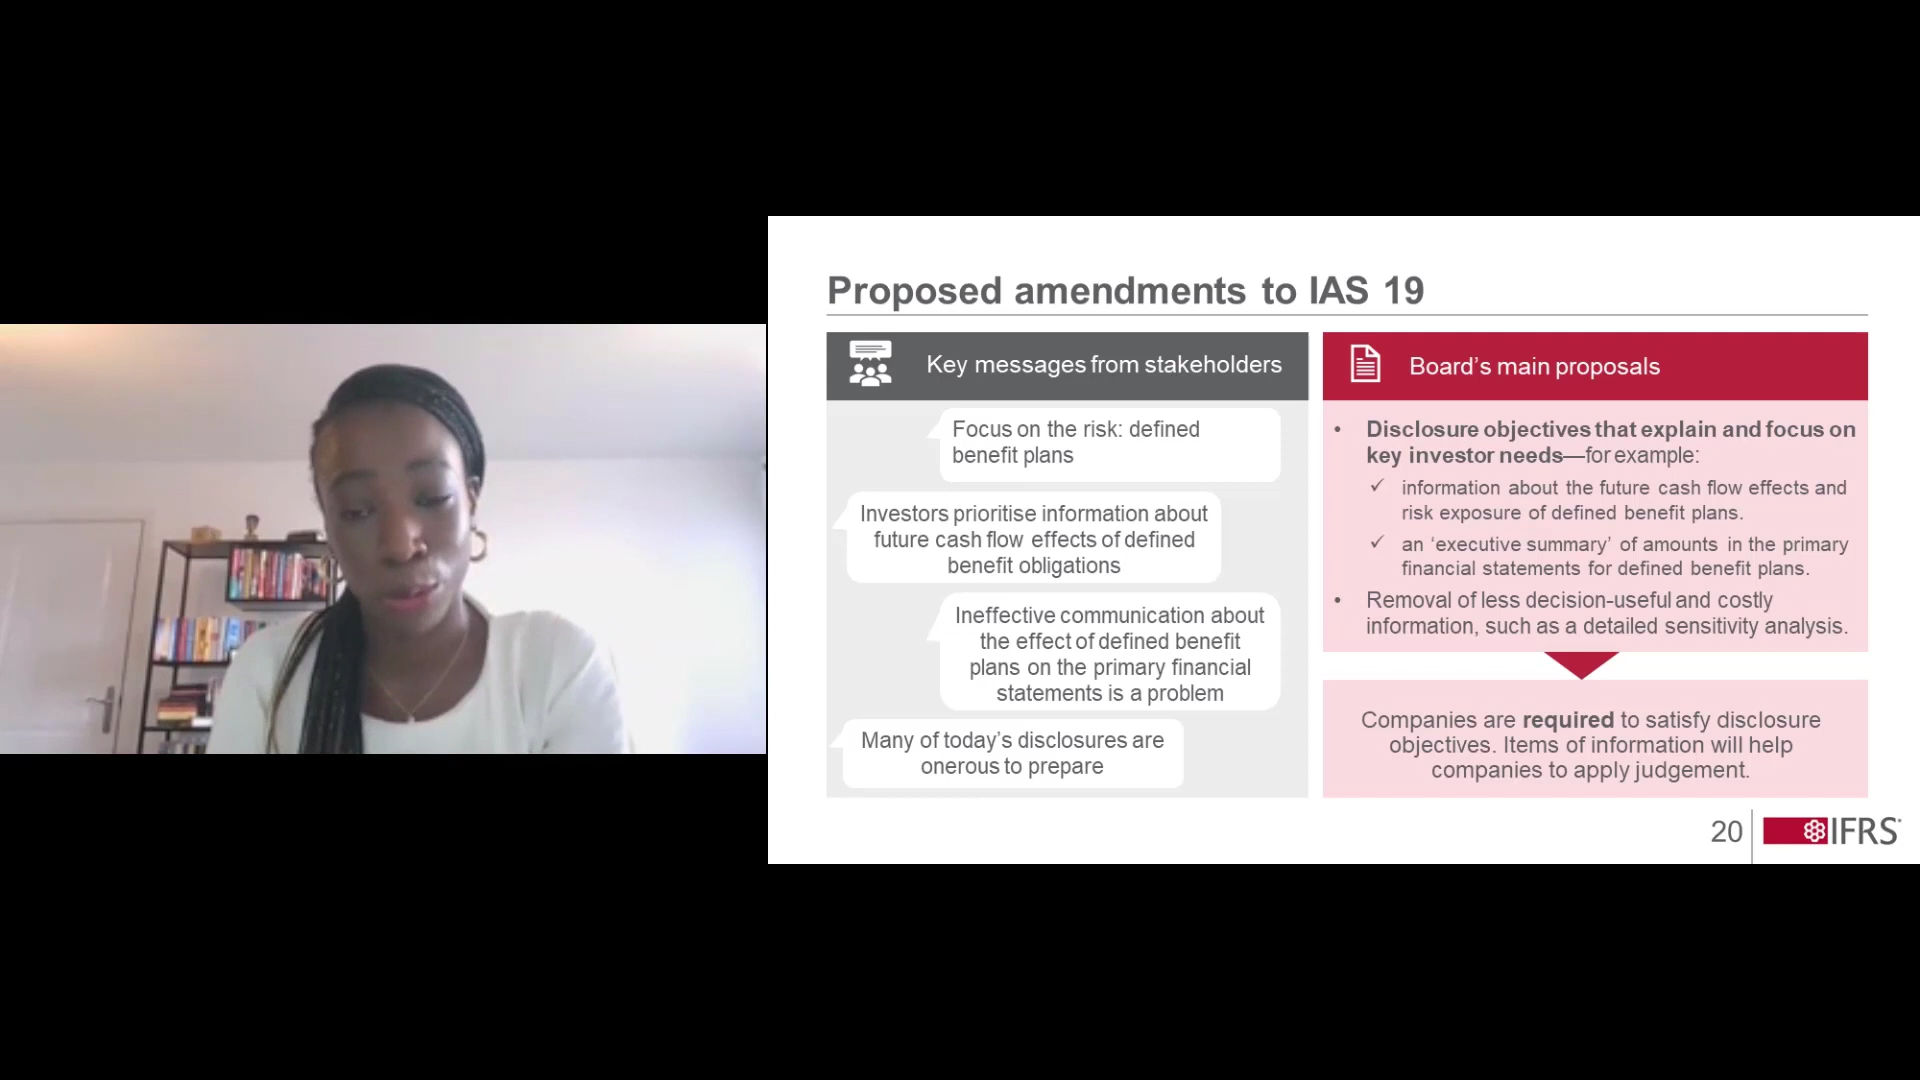 Proposed amendments to IAS 19
Key messages from stakeholders
Focus on the risk: defined
benefit plans
Investors prioritise information about
future cash flow effects of defined
benefit obligations
Ineffective communication about
the effect of defined benefit
plans on the primary financial
statements is a problem
Many of today’s disclosures are
onerous to prepare
Board’s main proposals
• Disclosure objectives that explain and focus on
key investor needs—for example:
✓ information about the future cash flow effects and
risk exposure of defined benefit plans.
✓ an ‘executive summary’ of amounts in the primary
financial statements for defined benefit plans.
• Removal of less decision-useful and costly
information, such as a detailed sensitivity analysis.
Companies are required to satisfy disclosure
objectives. Items of information will help
companies to apply judgement.
20
IFRS